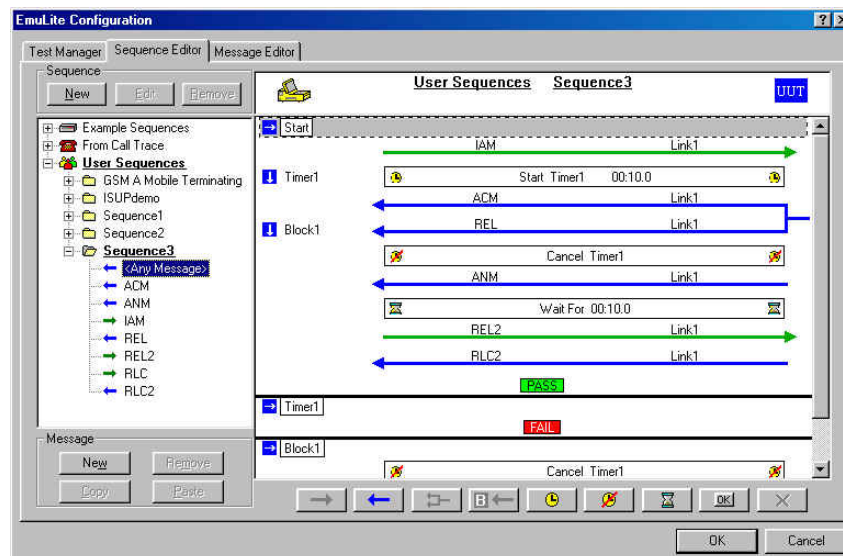 EmuLite Configuration
Test Manager Sequence Editor Message Editor
Sequence
New Edit Remove
User Sequences Sequence3
UUT
Example Sequences
From Call Trace
User Sequences
GSM A Mobile Terminating
ISUPdemo
Sequence1
Sequence2
Sequence3
<Any Message>
ACM
ANM
IAM
REL
REL2
RLC
RLC2
Start
IAM Link1
Timer1 Start Timer1 00:10.0
ACM Link1
Block1 REL Link1
Cancel Timer1
ANM Link1
Wait For 00:10.0
REL2 Link1
RLC2 Link1
PASS
Timer1
FAIL
Block1
Cancel Timer1
Message
New Remove
Copy Paste
B
OK
OK Cancel